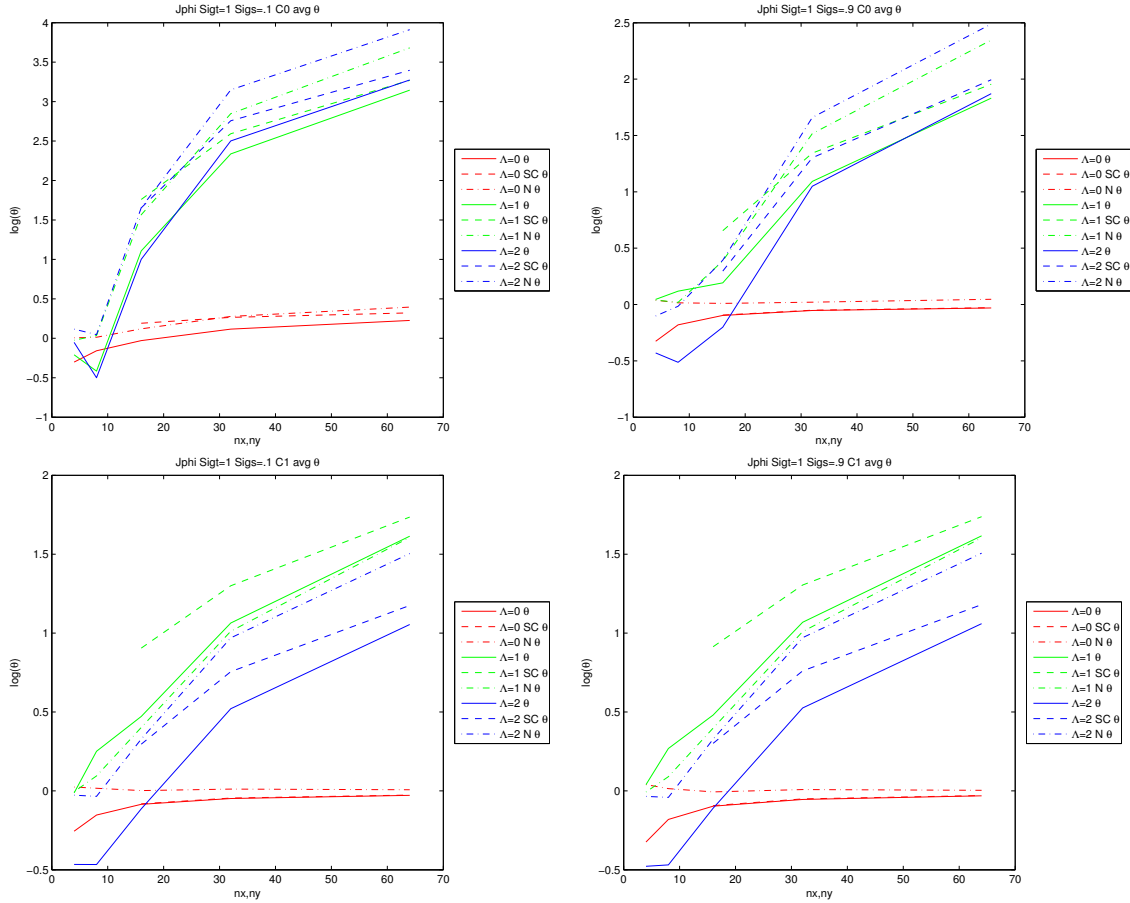 Jphi Sigt=1 Sigs=.1 C0 avg θ
4
3.5
3
2.5
2
1.5
1
0.5
0
−0.5
−1
log(θ)
0 10 20 30 40 50 60 70
nx,ny
Λ=0 θ
Λ=0 SC θ
Λ=0 N θ
Λ=1 θ
Λ=1 SC θ
Λ=1 N θ
Λ=2 θ
Λ=2 SC θ
Λ=2 N θ
Jphi Sigt=1 Sigs=.9 C0 avg θ
2.5
2
1.5
1
0.5
0
−0.5
−1
log(θ)
0 10 20 30 40 50 60 70
nx,ny
Λ=0 θ
Λ=0 SC θ
Λ=0 N θ
Λ=1 θ
Λ=1 SC θ
Λ=1 N θ
Λ=2 θ
Λ=2 SC θ
Λ=2 N θ
Jphi Sigt=1 Sigs=.1 C1 avg θ
2
1.5
1
0.5
0
−0.5
log(θ)
0 10 20 30 40 50 60 70
nx,ny
Λ=0 θ
Λ=0 SC θ
Λ=0 N θ
Λ=1 θ
Λ=1 SC θ
Λ=1 N θ
Λ=2 θ
Λ=2 SC θ
Λ=2 N θ
Jphi Sigt=1 Sigs=.9 C1 avg θ
2
1.5
1
0.5
0
−0.5
log(θ)
0 10 20 30 40 50 60 70
nx,ny
Λ=0 θ
Λ=0 SC θ
Λ=0 N θ
Λ=1 θ
Λ=1 SC θ
Λ=1 N θ
Λ=2 θ
Λ=2 SC θ
Λ=2 N θ